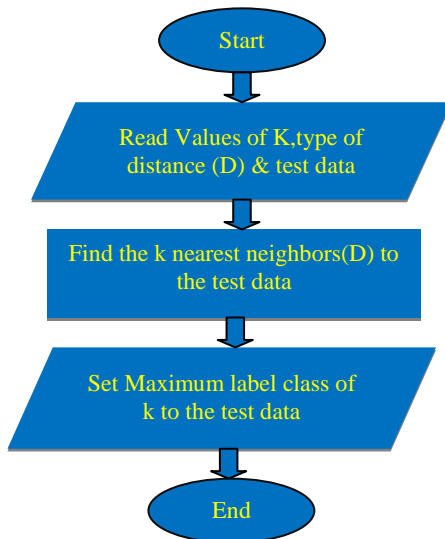 Start
Read Values of K,type of
distance (D) & test data
Find the k nearest neighbors(D) to
the test data
Set Maximum label class of
k to the test data
End